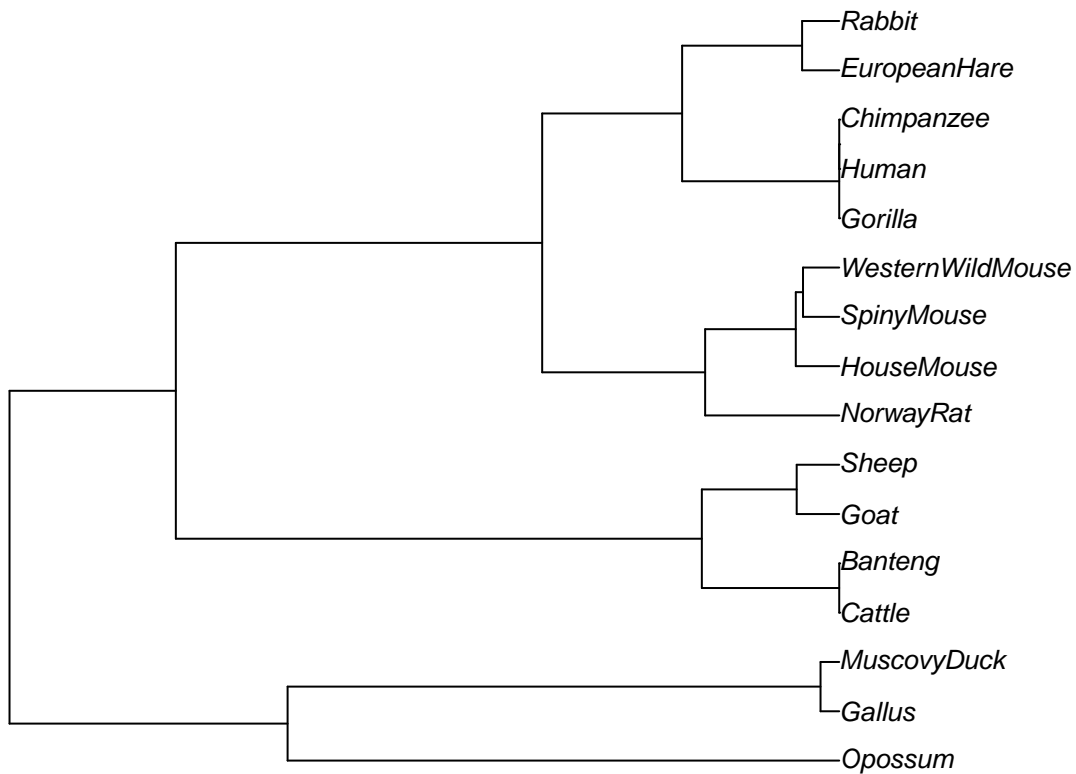 Rabbit
EuropeanHare
Chimpanzee
Human
Gorilla
WesternWildMouse
SpinyMouse
HouseMouse
NorwayRat
Sheep
Goat
Banteng
Cattle
MuscovyDuck
Gallus
Opossum